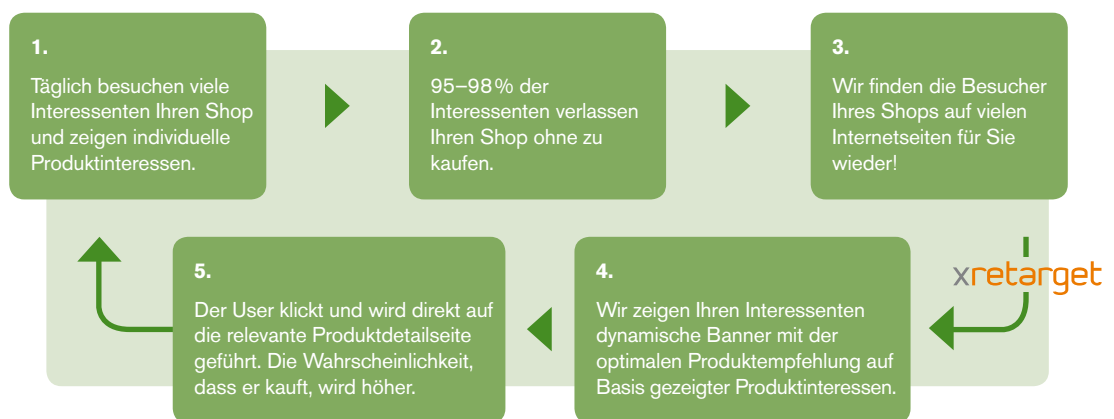 1.
Täglich besuchen viele
Interessenten Ihren Shop
und zeigen individuelle
Produktinteressen.
2.
95–98% der
Interessenten verlassen
Ihren Shop ohne zu
kaufen.
3.
Wir finden die Besucher
Ihres Shops auf vielen
Internetseiten für Sie
wieder!
xretarget
4.
Wir zeigen Ihren Interessenten
dynamische Banner mit der
optimalen Produktempfehlung auf
Basis gezeigter Produktinteressen.
5.
Der User klickt und wird direkt auf
die relevante Produktdetailseite
geführt. Die Wahrscheinlichkeit,
dass er kauft, wird höher.